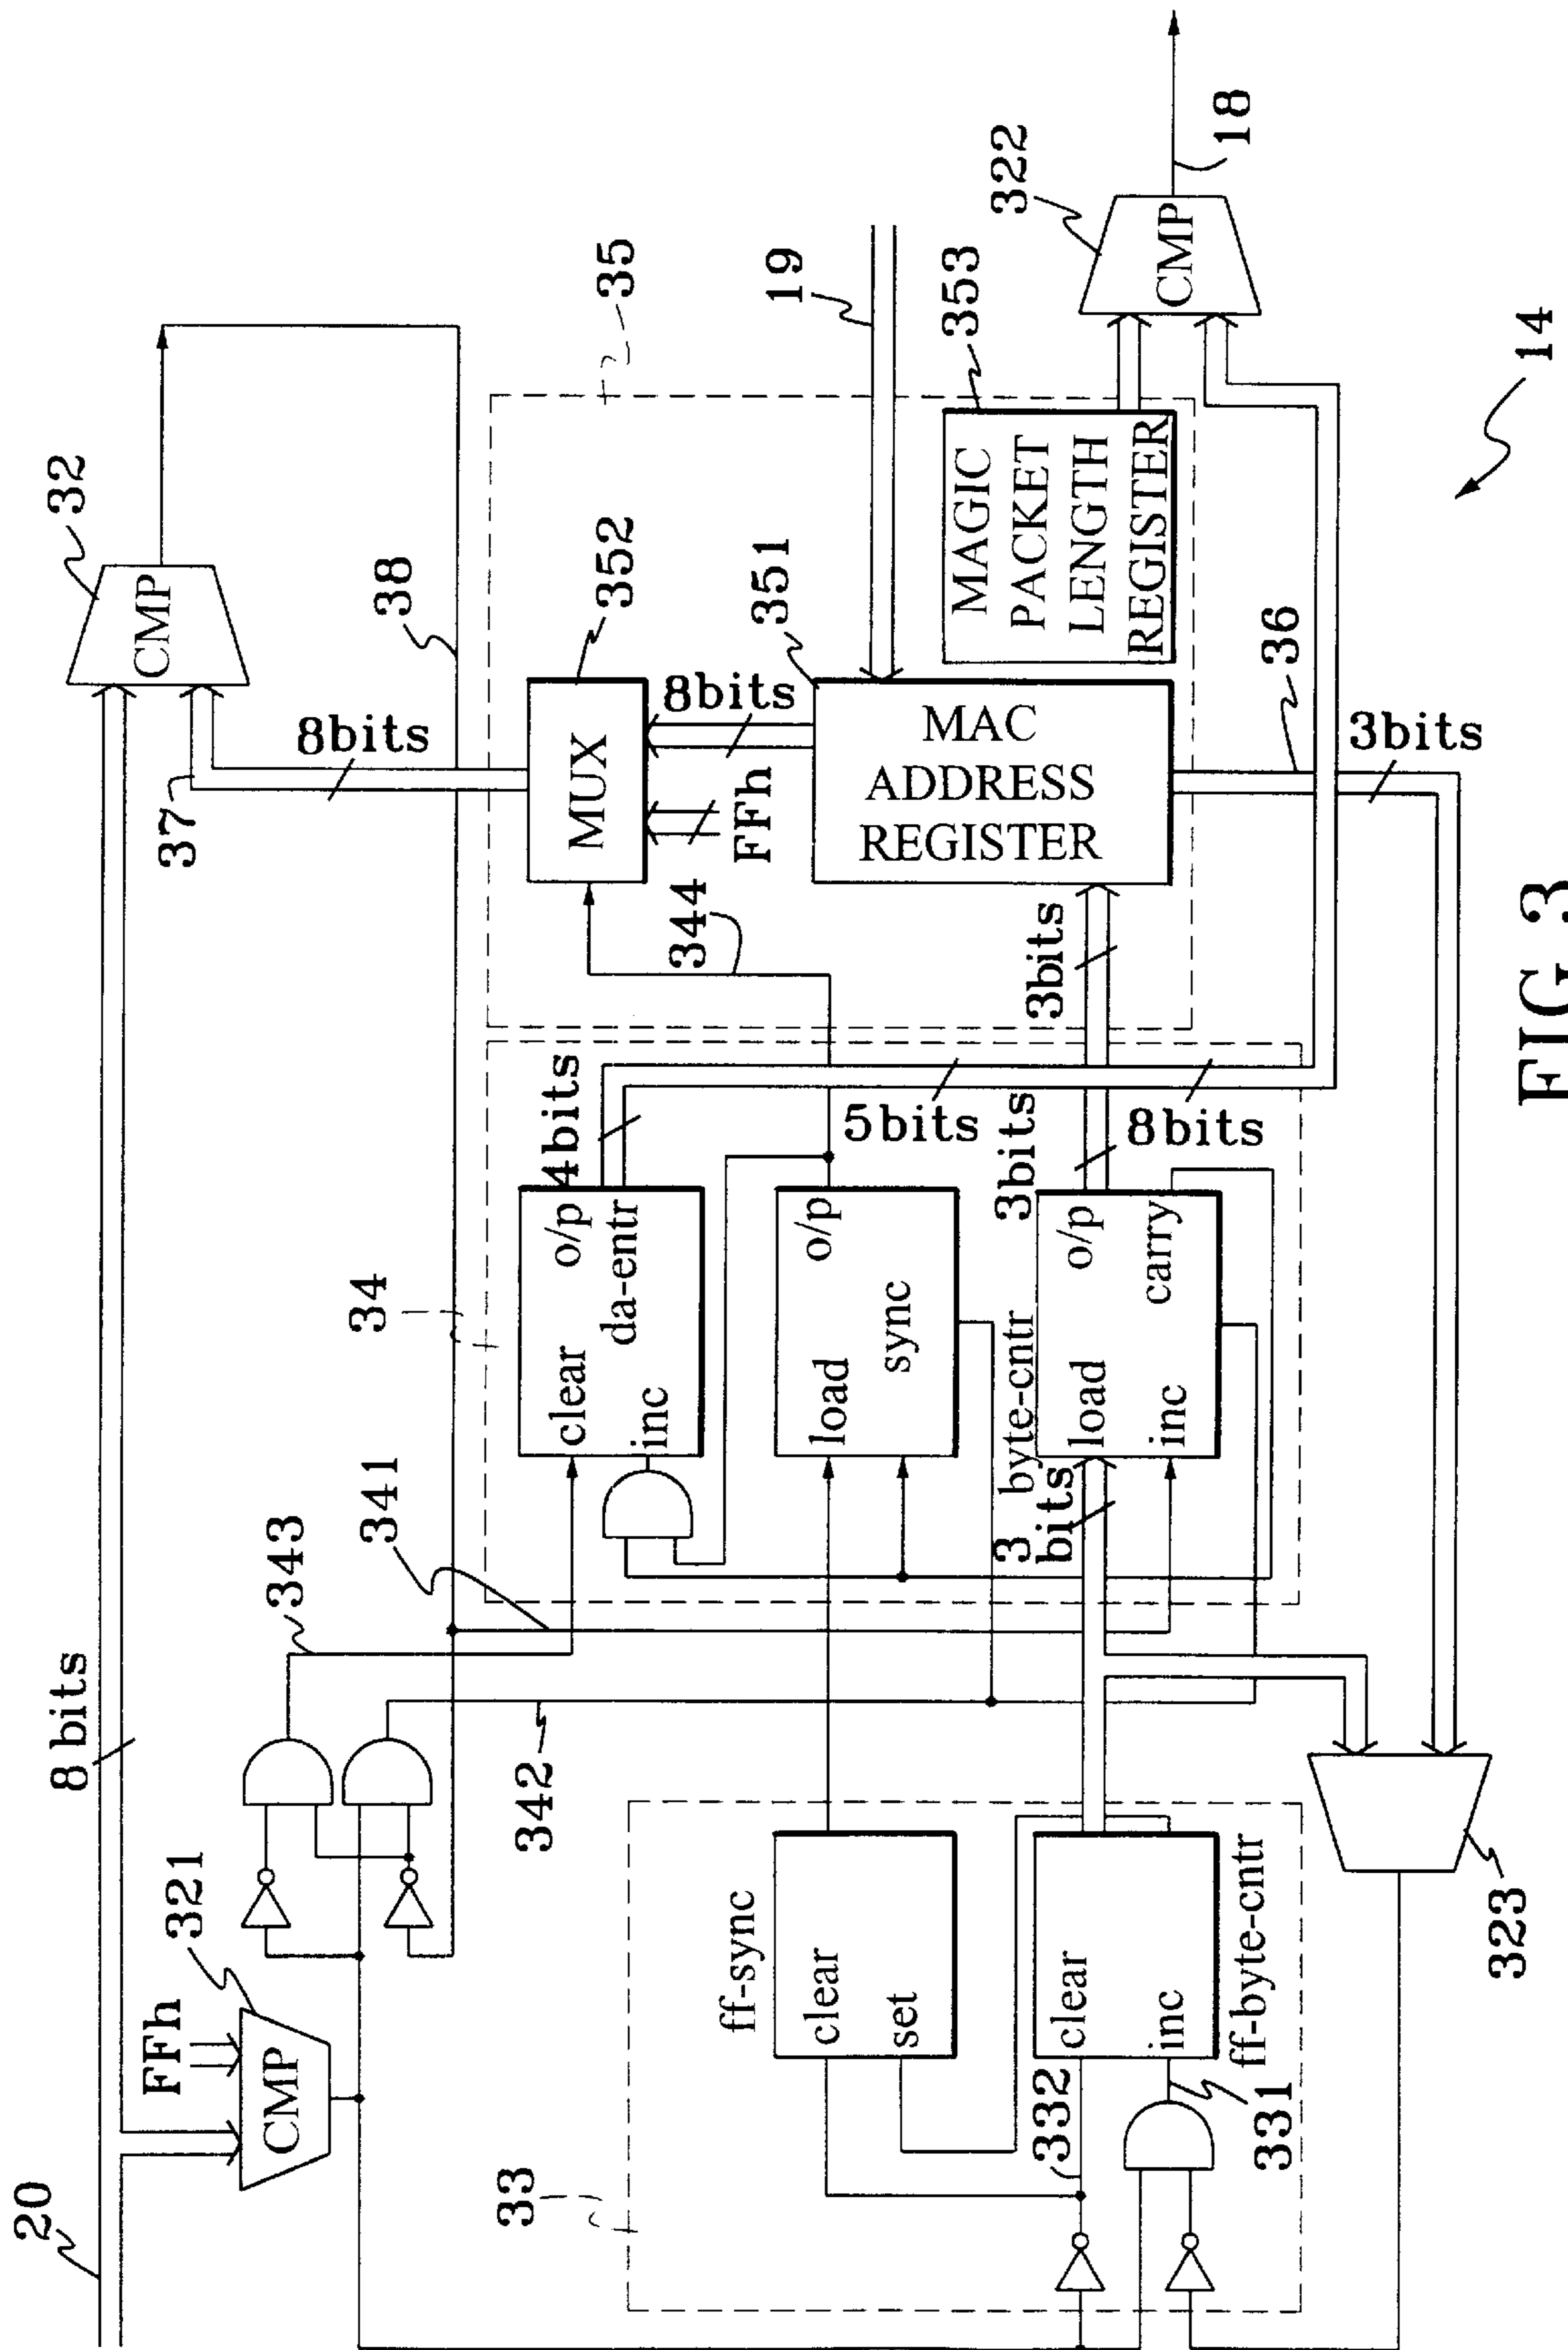 20
8 bits
FFh
CMP
321
343
341
342
32
CMP
37
8bits
38
34
clear
o/p
da-entr
inc
4bits
load
o/p
sync
5bits
byte-cntr
3
bits
load
o/p
inc
carry
3bits
8bits
3bits
344
MUX
352
FFh
8bits
351
MAC
ADDRESS
REGISTER
35
19
353
MAGIC
PACKET
LENGTH
REGISTER
322
CMP
18
36
3bits
33
ff-sync
clear
set
332
clear
inc
ff-byte-cntr
331
323
14
FIG 3